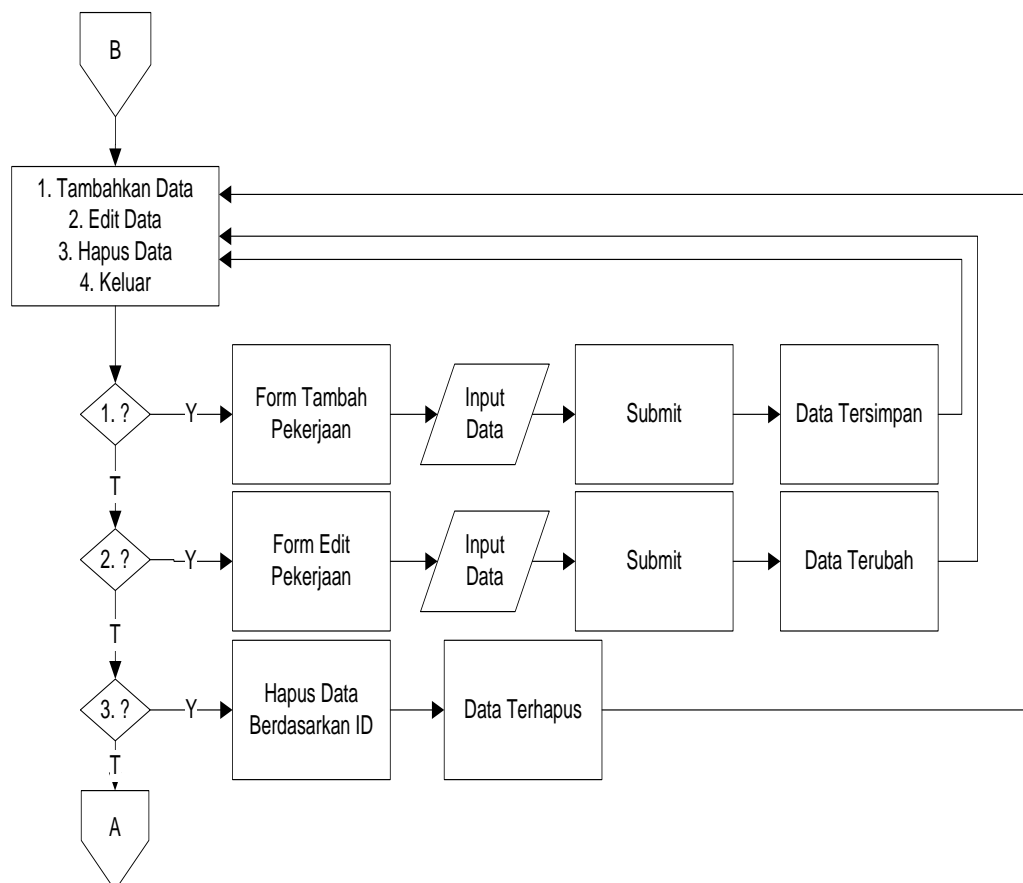 B
1. Tambahkan Data
2. Edit Data
3. Hapus Data
4. Keluar
1. ?
Y
Form Tambah
Pekerjaan
Input
Data
Submit
Data Tersimpan
T
2. ?
Y
Form Edit
Pekerjaan
Input
Data
Submit
Data Terubah
T
3. ?
Y
Hapus Data
Berdasarkan ID
Data Terhapus
T
A